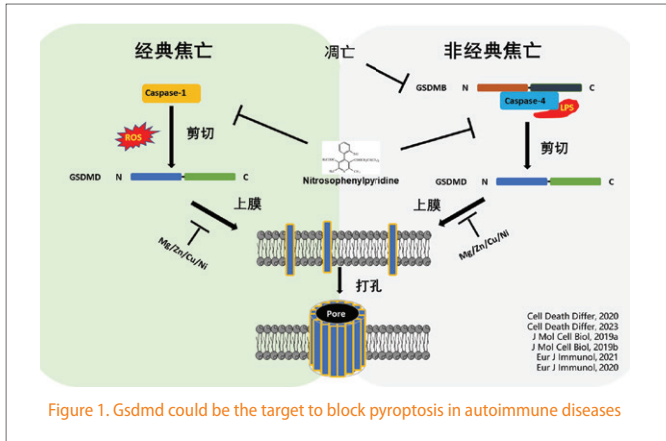 经典焦亡
凋亡
非经典焦亡
Caspase-1
GSDMB N C
Caspase-4
LPS
ROS
剪切
剪切
Nitrosophenylpyridine
GSDMD N C
GSDMD N C
上膜
上膜
Mg/Zn/Cu/Ni
Mg/Zn/Cu/Ni
打孔
Pore
Cell Death Differ, 2020
Cell Death Differ, 2023
J Mol Cell Biol, 2019a
J Mol Cell Biol, 2019b
Eur J Immunol, 2021
Eur J Immunol, 2020
Figure 1. Gsdmd could be the target to block pyroptosis in autoimmune diseases